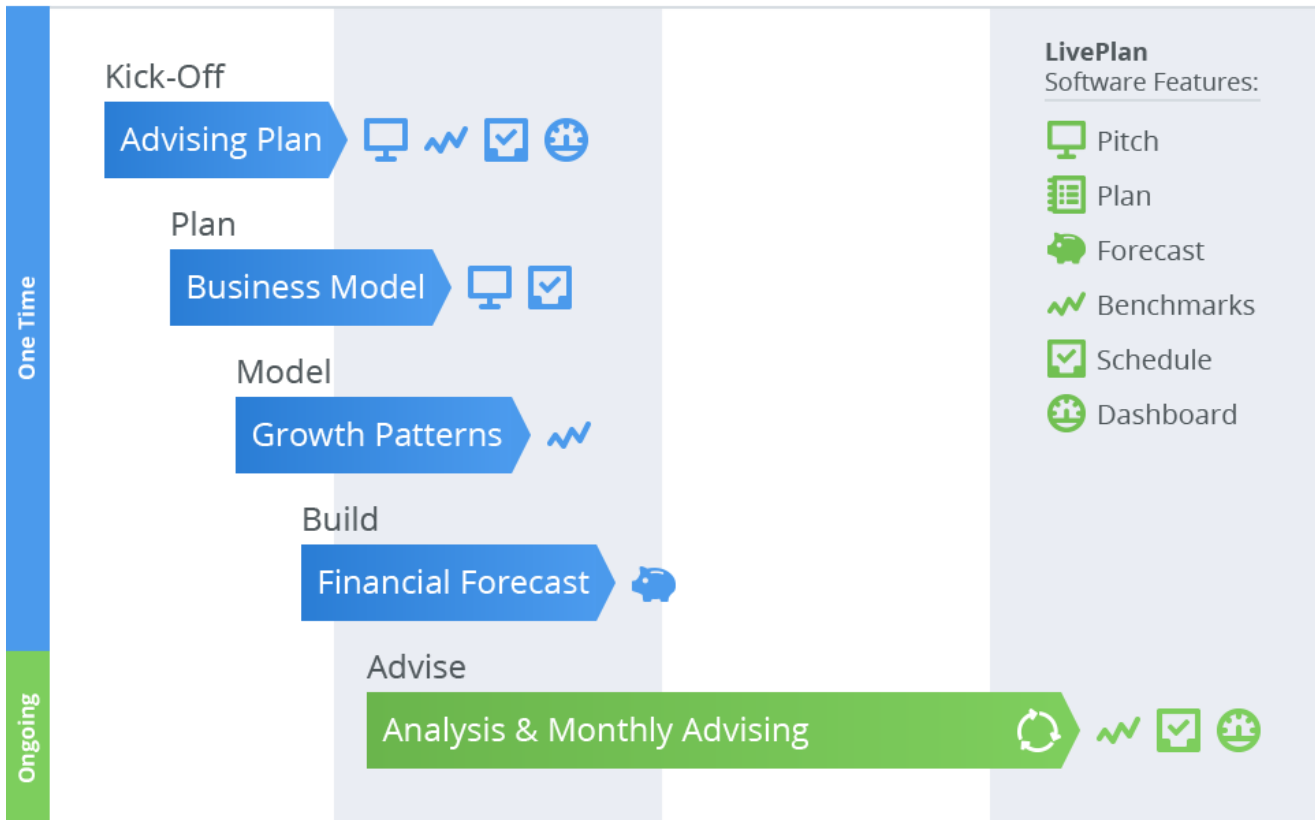 Kick-Off
Advising Plan
Plan
Business Model
Model
Growth Patterns
Build
Financial Forecast
Advise
Analysis & Monthly Advising
One Time
Ongoing
LivePlan
Software Features:
Pitch
Plan
Forecast
Benchmarks
Schedule
Dashboard